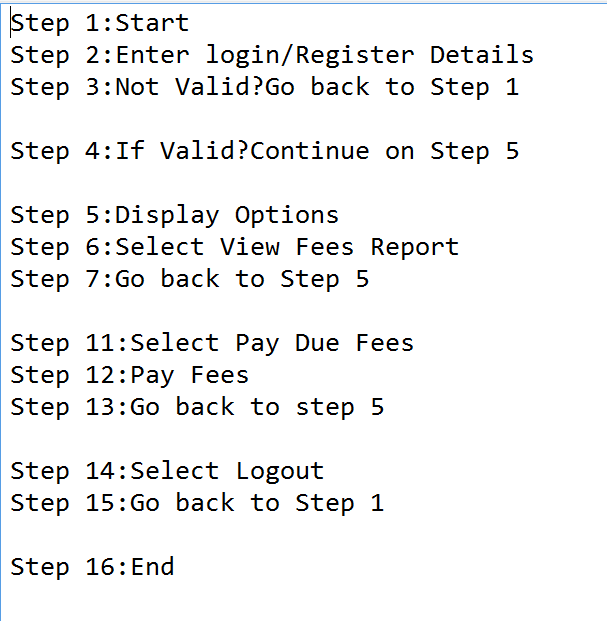 Step 1:Start
Step 2:Enter login/Register Details
Step 3:Not Valid?Go back to Step 1
Step 4:If Valid?Continue on Step 5
Step 5:Display Options
Step 6:Select View Fees Report
Step 7:Go back to Step 5
Step 11:Select Pay Due Fees
Step 12:Pay Fees
Step 13:Go back to step 5
Step 14:Select Logout
Step 15:Go back to Step 1
Step 16:End